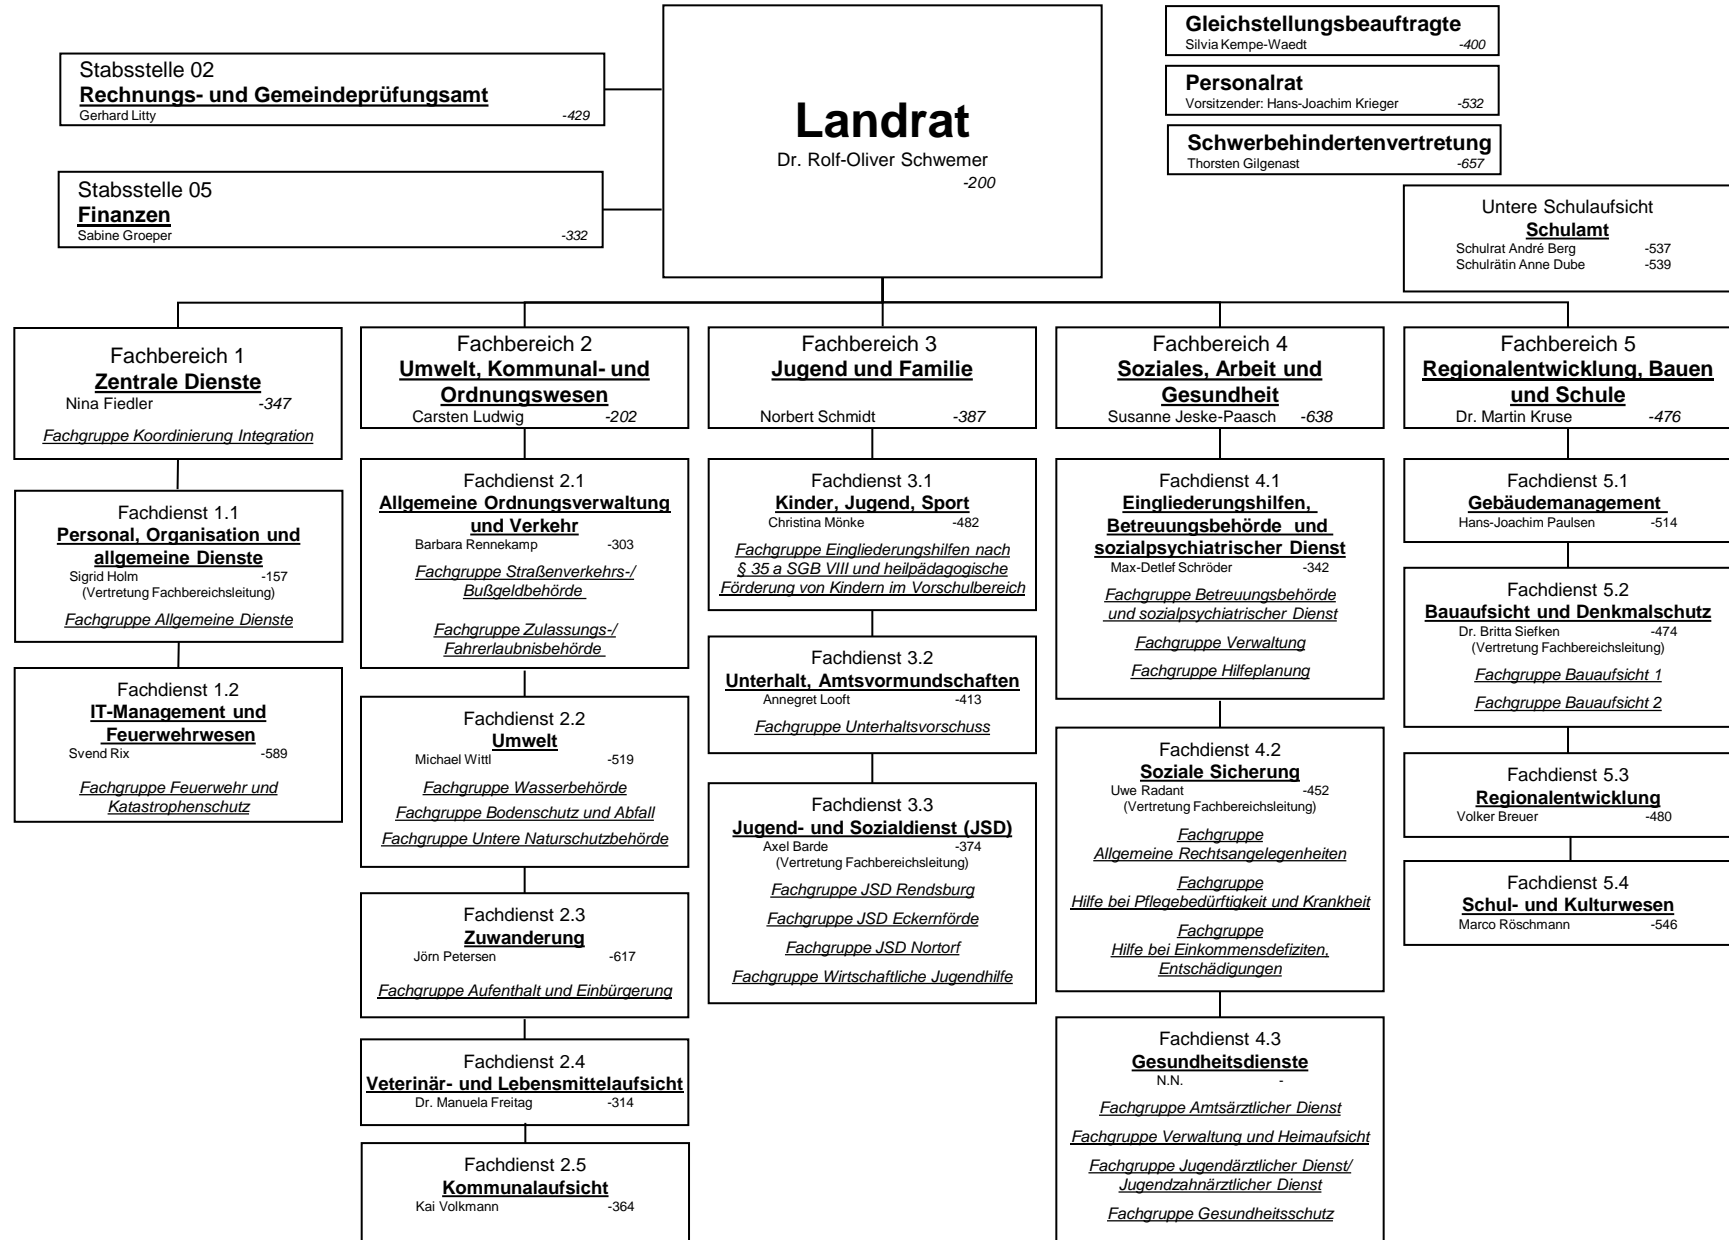 Stabsstelle 02
Rechnungs- und Gemeindeprüfungsamt
Gerhard Litty -429
Stabsstelle 05
Finanzen
Sabine Groeper -332
Landrat
Dr. Rolf-Oliver Schwemer
-200
Gleichstellungsbeauftragte
Silvia Kempe-Waedt -400
Personalrat
Vorsitzender: Hans-Joachim Krieger -532
Schwerbehindertenvertretung
Thorsten Gilgenast -657
Untere Schulaufsicht
Schulamt
Schulrat André Berg -537
Schulrätin Anne Dube -539
Fachbereich 1
Zentrale Dienste
Nina Fiedler -347
Fachgruppe Koordinierung Integration
Fachdienst 1.1
Personal, Organisation und
allgemeine Dienste
Sigrid Holm -157
(Vertretung Fachbereichsleitung)
Fachgruppe Allgemeine Dienste
Fachdienst 1.2
IT-Management und
Feuerwehrwesen
Svend Rix -589
Fachgruppe Feuerwehr und
Katastrophenschutz
Fachbereich 2
Umwelt, Kommunal- und
Ordnungswesen
Carsten Ludwig -202
Fachdienst 2.1
Allgemeine Ordnungsverwaltung
und Verkehr
Barbara Rennekamp -303
Fachgruppe Straßenverkehrs-/
Bußgeldbehörde
Fachgruppe Zulassungs-/
Fahrerlaubnisbehörde
Fachdienst 2.2
Umwelt
Michael Wittl -519
Fachgruppe Wasserbehörde
Fachgruppe Bodenschutz und Abfall
Fachgruppe Untere Naturschutzbehörde
Fachdienst 2.3
Zuwanderung
Jörn Petersen -617
Fachgruppe Aufenthalt und Einbürgerung
Fachdienst 2.4
Veterinär- und Lebensmittelaufsicht
Dr. Manuela Freitag -314
Fachdienst 2.5
Kommunalaufsicht
Kai Volkmann -364
Fachbereich 3
Jugend und Familie
Norbert Schmidt -387
Fachdienst 3.1
Kinder, Jugend, Sport
Christina Mönke -482
Fachgruppe Eingliederungshilfen nach
§ 35 a SGB VIII und heilpädagogische
Förderung von Kindern im Vorschulbereich
Fachdienst 3.2
Unterhalt, Amtsvormundschaften
Annegret Looft -413
Fachgruppe Unterhaltsvorschuss
Fachdienst 3.3
Jugend- und Sozialdienst (JSD)
Axel Barde -374
(Vertretung Fachbereichsleitung)
Fachgruppe JSD Rendsburg
Fachgruppe JSD Eckernförde
Fachgruppe JSD Nortorf
Fachgruppe Wirtschaftliche Jugendhilfe
Fachbereich 4
Soziales, Arbeit und
Gesundheit
Susanne Jeske-Paasch -638
Fachdienst 4.1
Eingliederungshilfen,
Betreuungsbehörde und
sozialpsychiatrischer Dienst
Max-Detlef Schröder -342
Fachgruppe Betreuungsbehörde
und sozialpsychiatrischer Dienst
Fachgruppe Verwaltung
Fachgruppe Hilfeplanung
Fachdienst 4.2
Soziale Sicherung
Uwe Radant -452
(Vertretung Fachbereichsleitung)
Fachgruppe
Allgemeine Rechtsangelegenheiten
Fachgruppe
Hilfe bei Pflegebedürftigkeit und Krankheit
Fachgruppe
Hilfe bei Einkommensdefiziten,
Entschädigungen
Fachdienst 4.3
Gesundheitsdienste
N.N. -
Fachgruppe Amtsärztlicher Dienst
Fachgruppe Verwaltung und Heimaufsicht
Fachgruppe Jugendärztlicher Dienst/
Jugendzahnärztlicher Dienst
Fachgruppe Gesundheitsschutz
Fachbereich 5
Regionalentwicklung, Bauen
und Schule
Dr. Martin Kruse -476
Fachdienst 5.1
Gebäudemanagement
Hans-Joachim Paulsen -514
Fachdienst 5.2
Bauaufsicht und Denkmalschutz
Dr. Britta Siefken -474
(Vertretung Fachbereichsleitung)
Fachgruppe Bauaufsicht 1
Fachgruppe Bauaufsicht 2
Fachdienst 5.3
Regionalentwicklung
Volker Breuer -480
Fachdienst 5.4
Schul- und Kulturwesen
Marco Röschmann -546